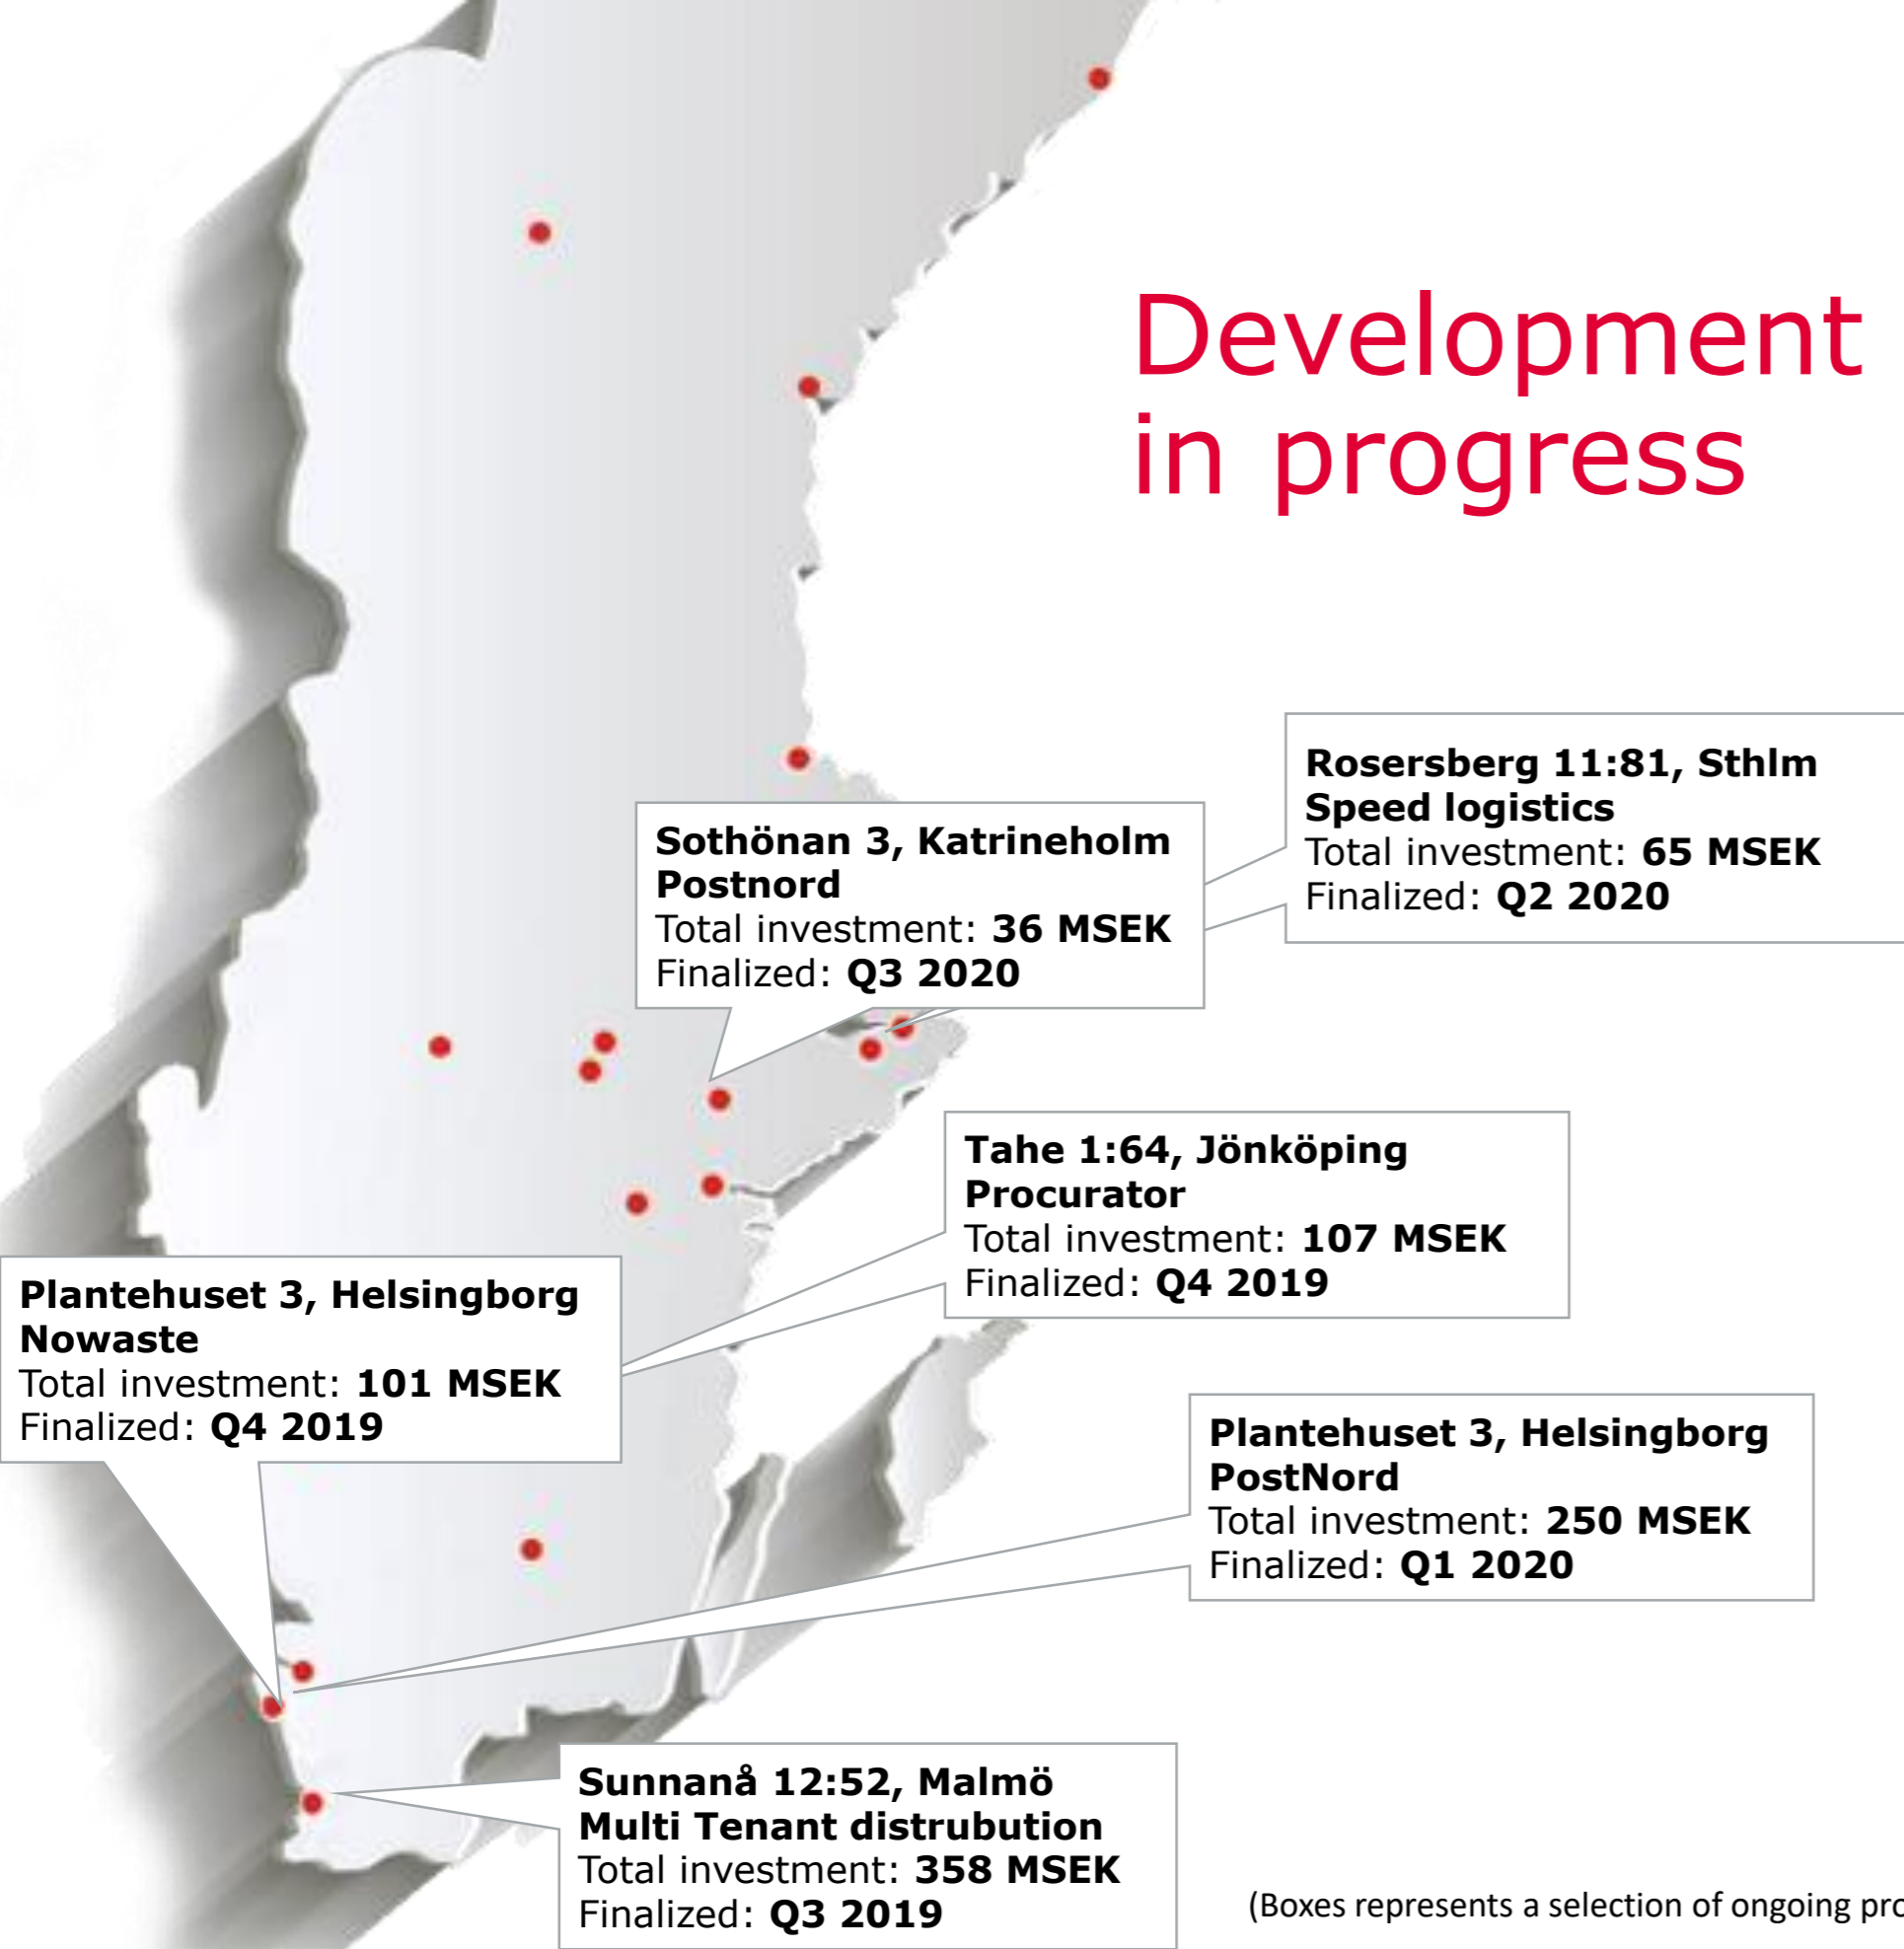 Development
in progress
Rosersberg 11:81, Sthlm
Speed logistics
Total investment: 65 MSEK
Finalized: Q2 2020
Sothönan 3, Katrineholm
Postnord
Total investment: 36 MSEK
Finalized: Q3 2020
Tahe 1:64, Jönköping
Procurator
Total investment: 107 MSEK
Finalized: Q4 2019
Plantehuset 3, Helsingborg
Nowaste
Total investment: 101 MSEK
Finalized: Q4 2019
Plantehuset 3, Helsingborg
PostNord
Total investment: 250 MSEK
Finalized: Q1 2020
Sunnanå 12:52, Malmö
Multi Tenant distrubution
Total investment: 358 MSEK
Finalized: Q3 2019
(Boxes represents a selection of ongoing